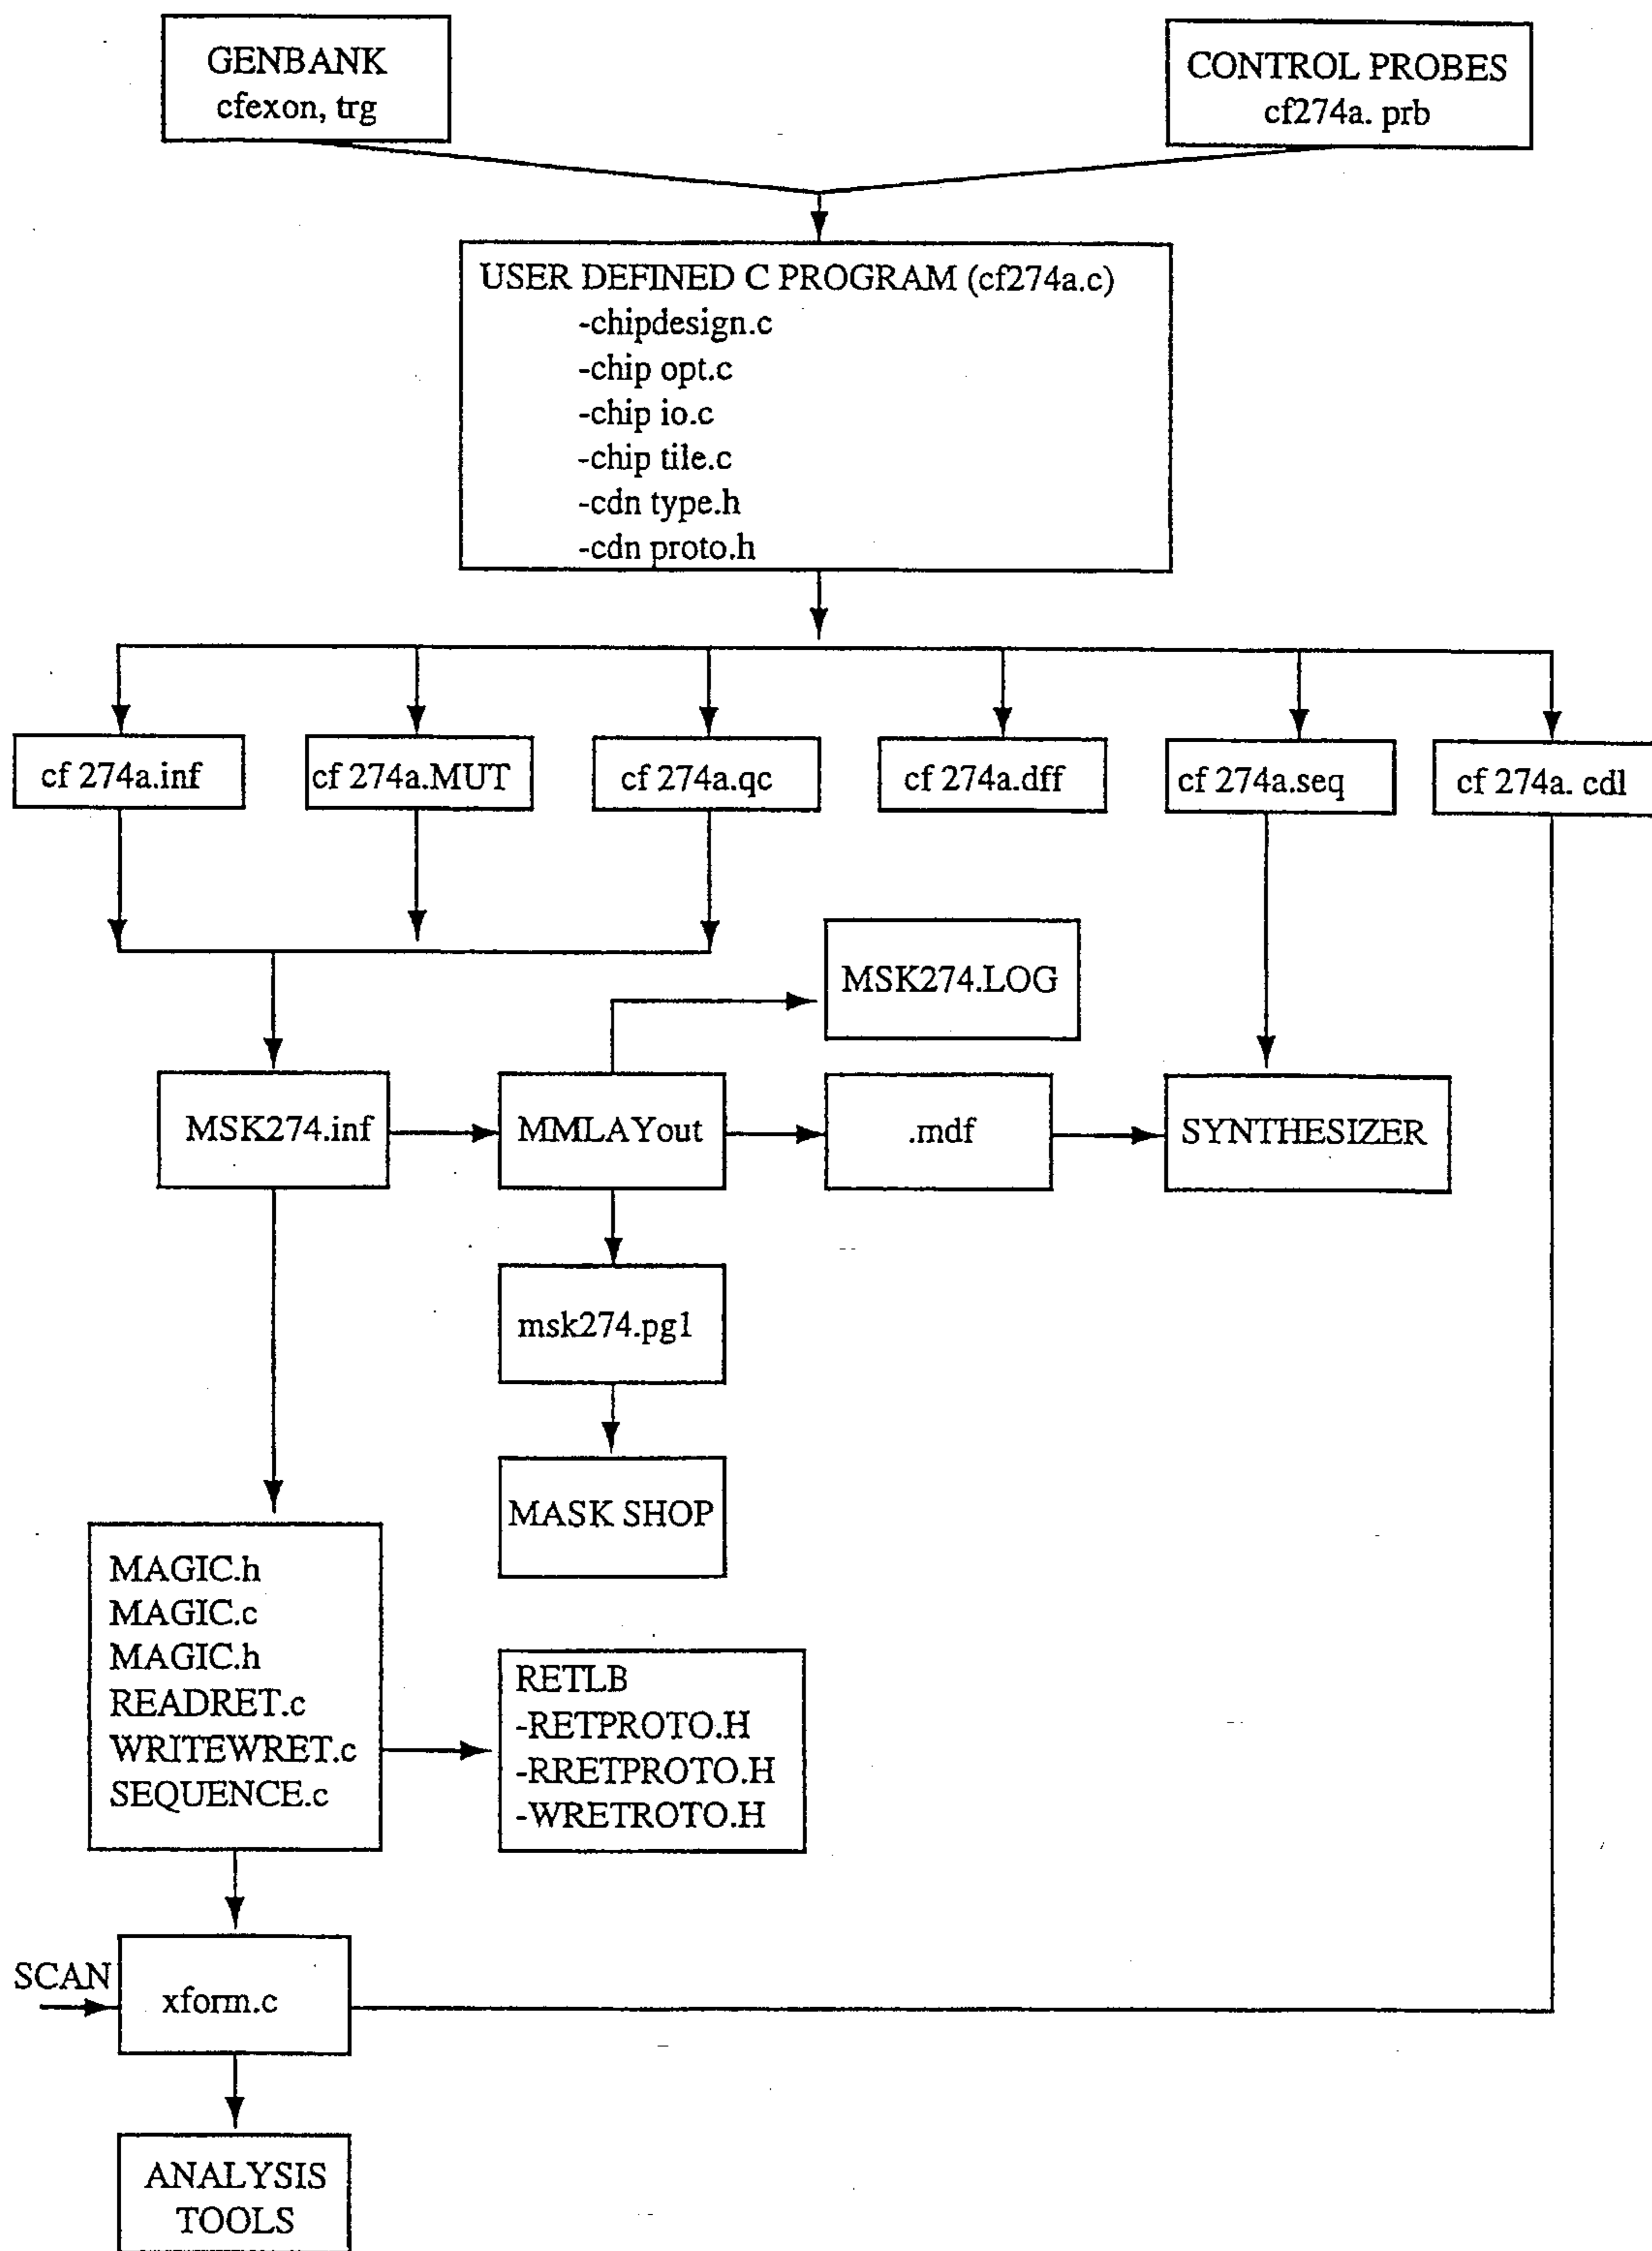 GENBANK
cfexon, trg
CONTROL PROBES
cf274a. prb
USER DEFINED C PROGRAM (cf274a.c)
-chipdesign.c
-chip opt.c
-chip io.c
-chip tile.c
-cdn type.h
-cdn proto.h
cf 274a.inf
cf 274a.MUT
cf 274a.qc
cf 274a.dff
cf 274a.seq
cf 274a. cdl
MSK274.LOG
MSK274.inf
MMLAYout
.mdf
SYNTHESIZER
msk274.pg1
MASK SHOP
MAGIC.h
MAGIC.c
MAGIC.h
READRET.c
WRITEWRET.c
SEQUENCE.c
RETLB
-RETPROTO.H
-RRETPROTO.H
-WRETROTO.H
SCAN
xform.c
ANALYSIS
TOOLS